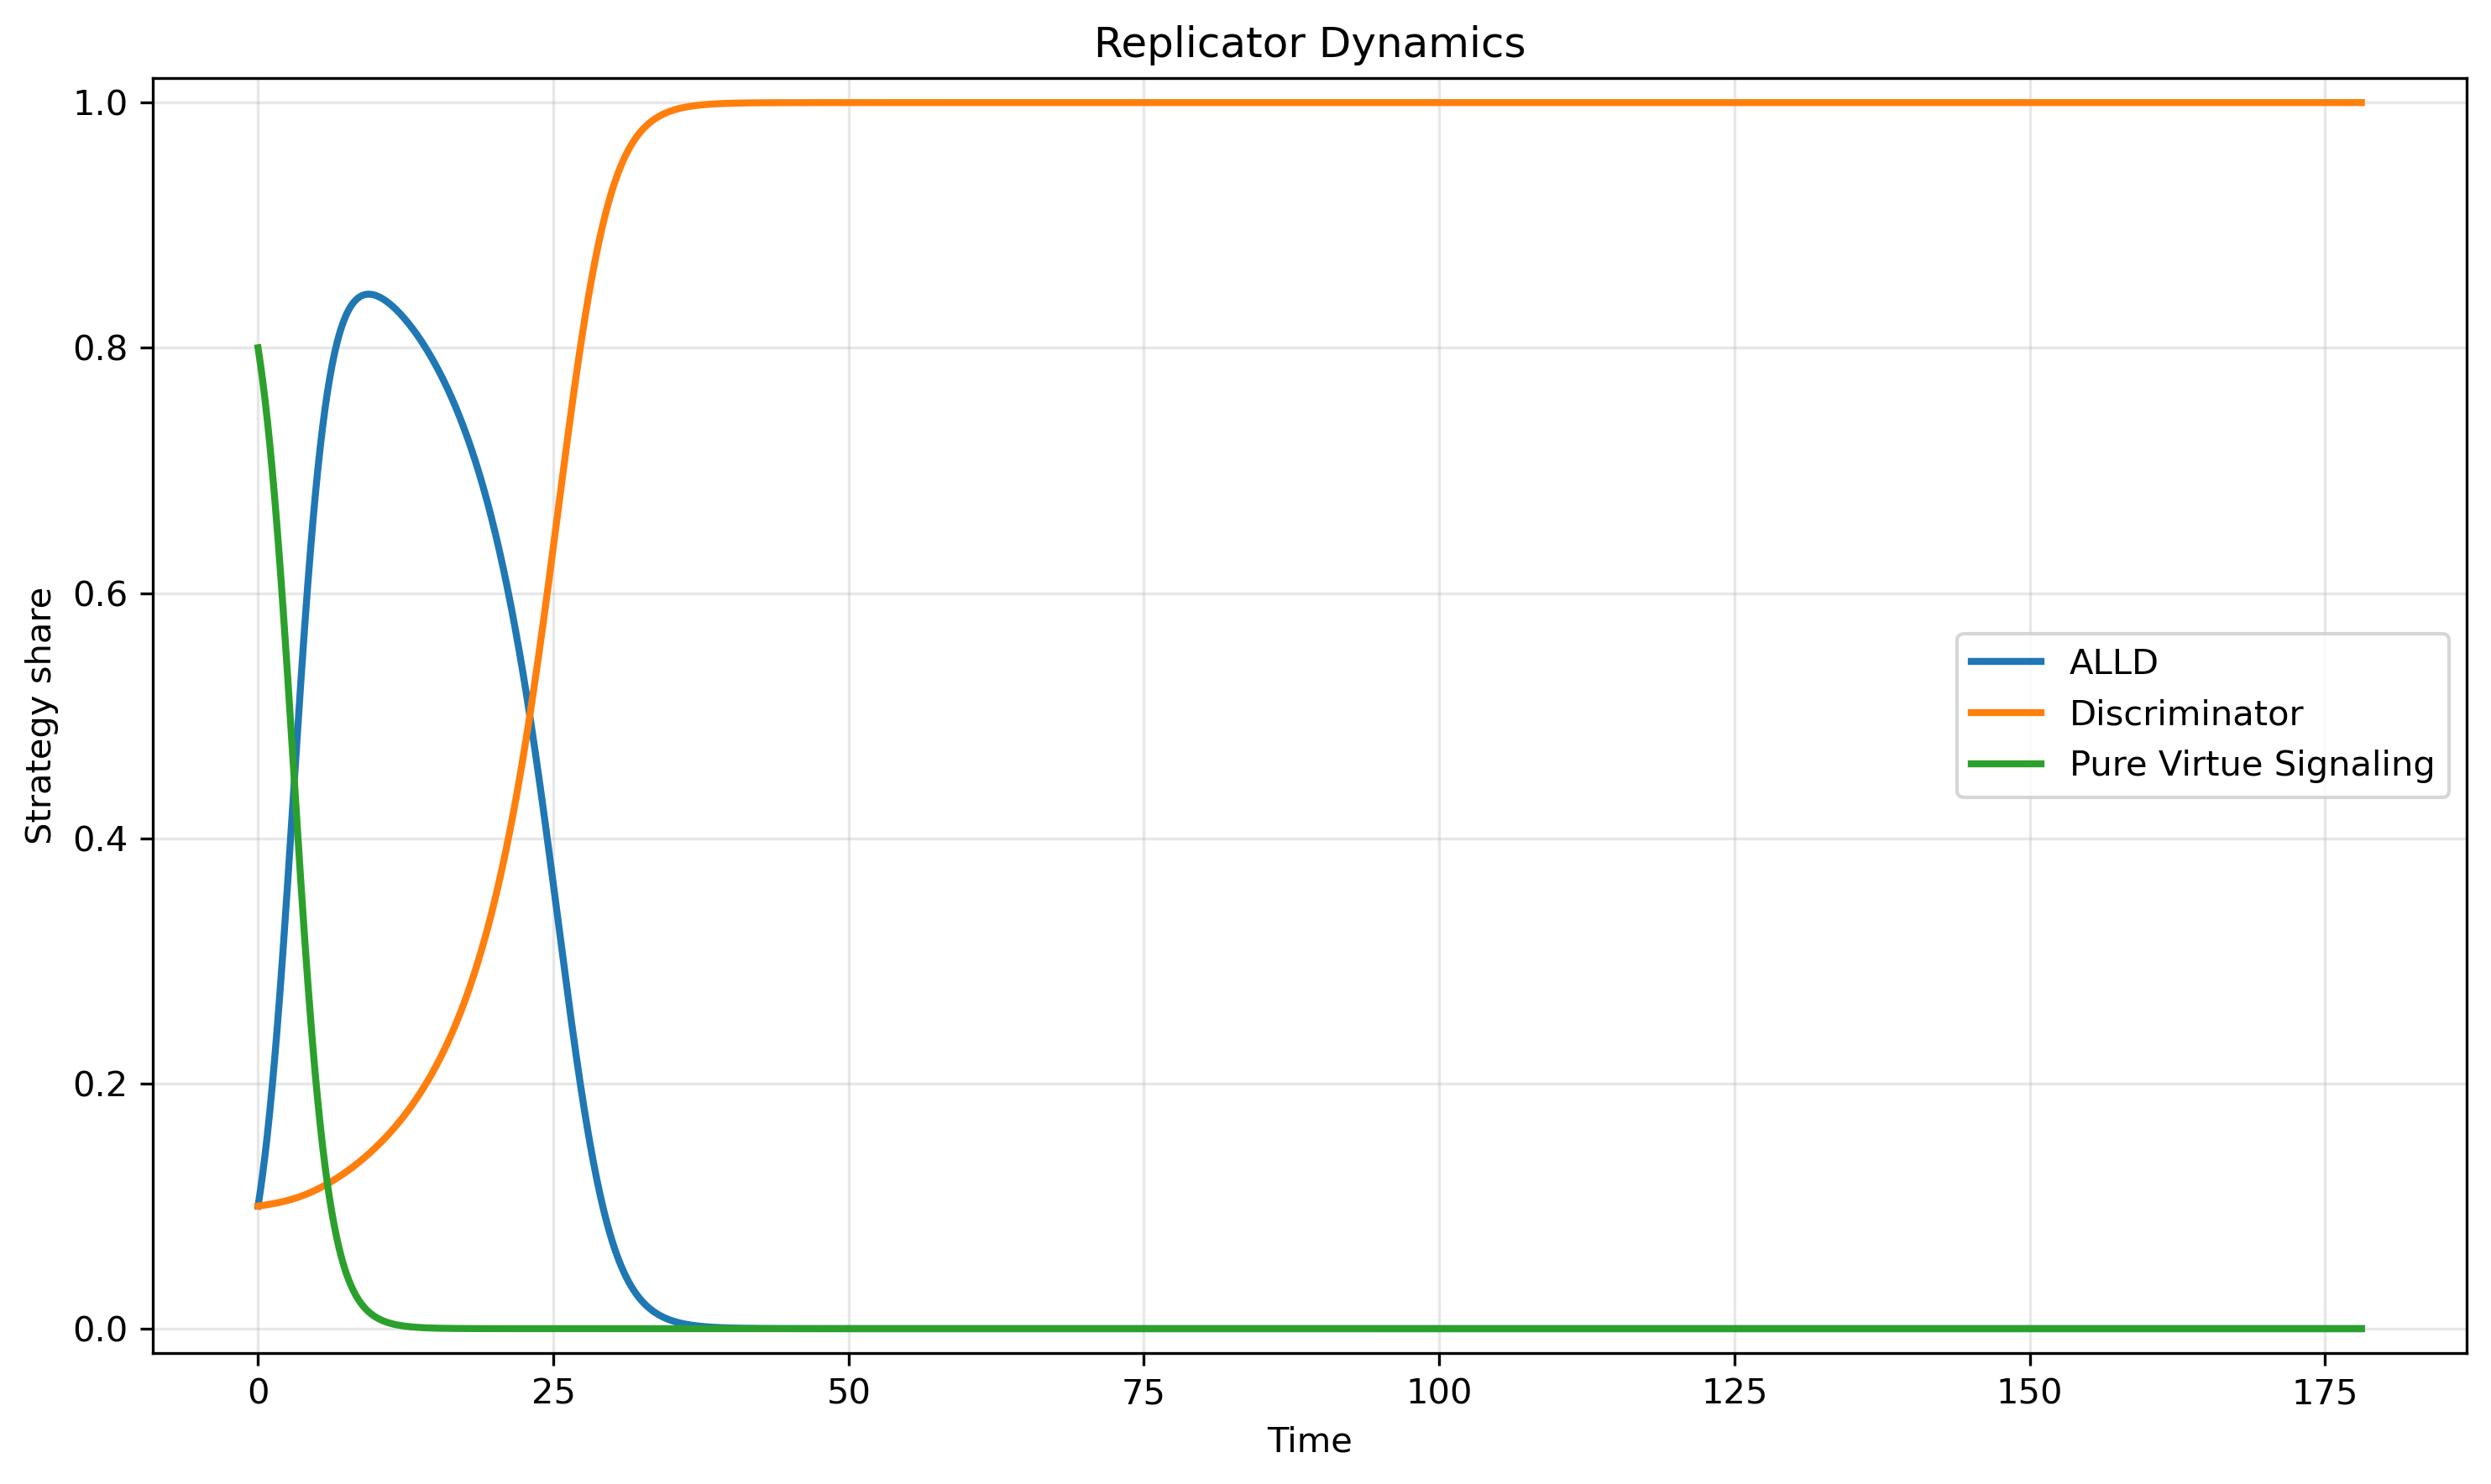 Replicator Dynamics
Strategy share
1.0
0.8
0.6
0.4
0.2
0.0
ALLD
Discriminator
Pure Virtue Signaling
0 25 50 75 100 125 150 175
Time